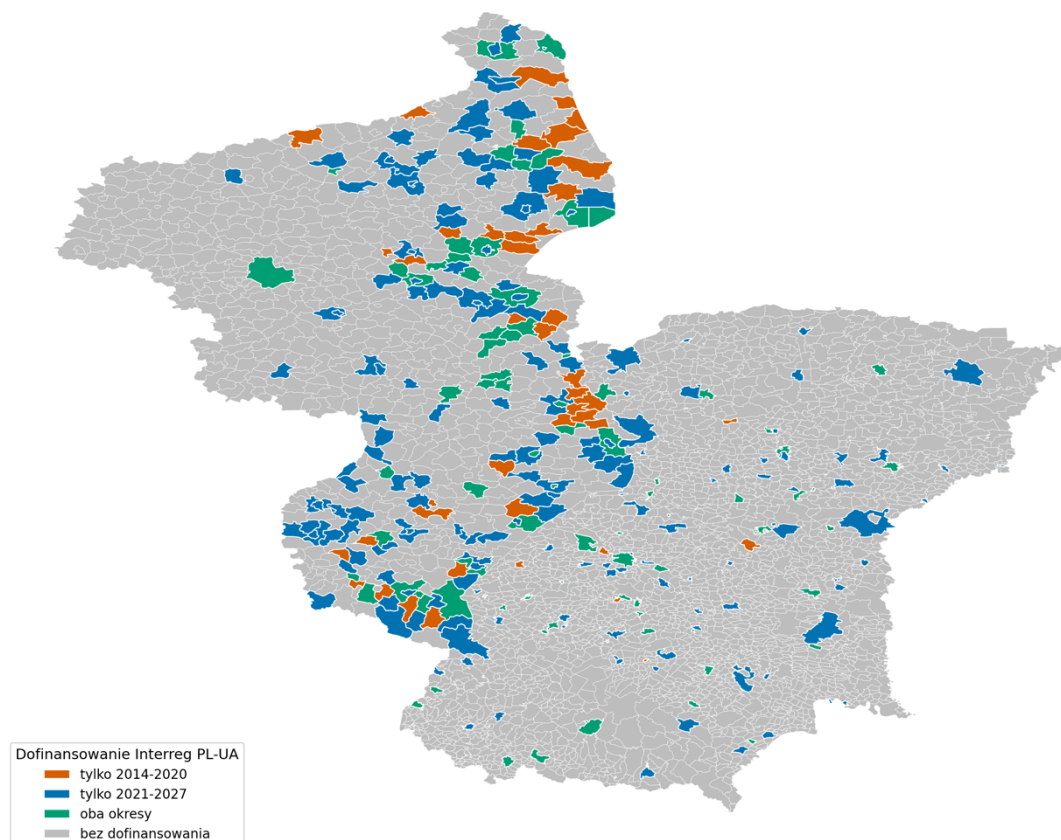 Dofinansowanie Interreg PL-UA
tylko 2014-2020
tylko 2021-2027
oba okresy
bez dofinansowania